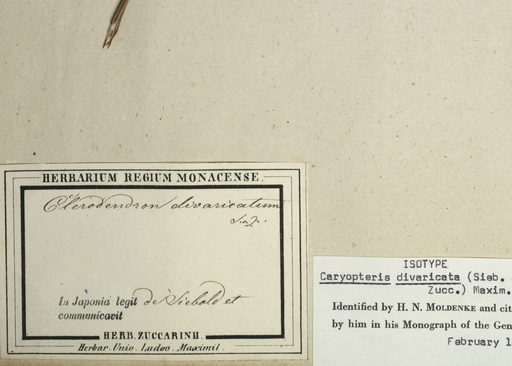 HERBARIUM REGIUM MONACENSE.
Clerodendron divaricatum
In Japonia legit de Siebold et
communicavit
HERB. ZUCCARINII
Herbar. Univ. Ludov. Maximil.
ISOTYPE
Caryopteris divaricata (Sieb.
Zucc.) Maxim.
Identified by H. N. MOLDENKE and cit
by him in his Monograph of the Gen
February 1